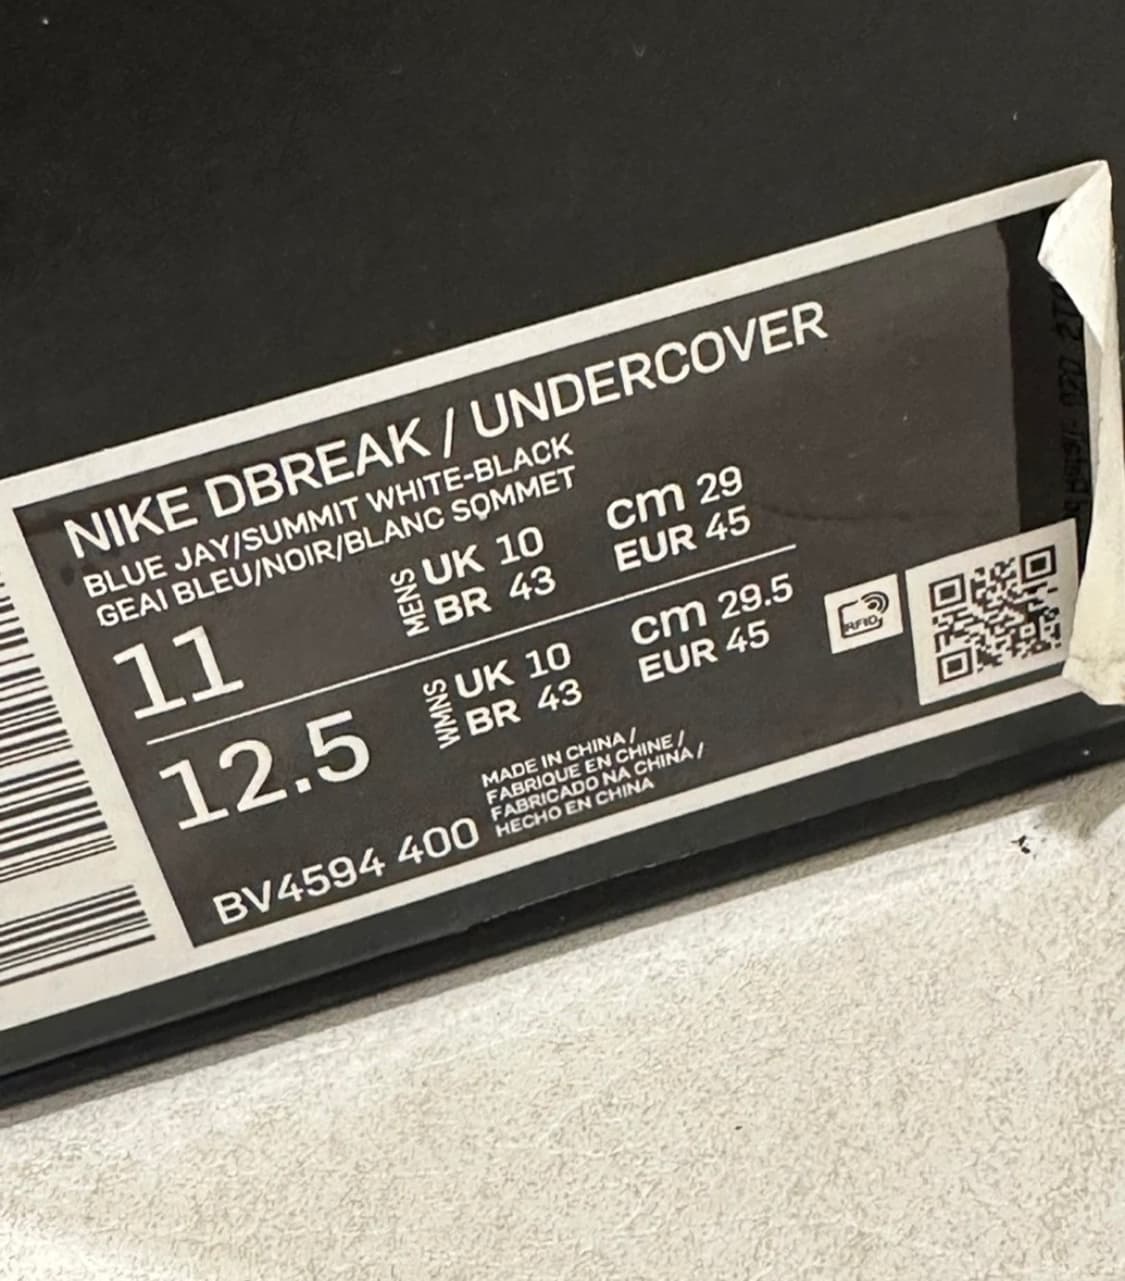 NIKE DBREAK / UNDERCOVER
BLUE JAY/SUMMIT WHITE-BLACK
GEAI BLEU/NOIR/BLANC SOMMET
11
MENS
UK 10
BR 43
cm 29
EUR 45
12.5
WMNS
UK 10
BR 43
cm 29.5
EUR 45
RFID
BV4594 400
MADE IN CHINA /
FABRIQUE EN CHINE /
FABRICADO NA CHINA /
HECHO EN CHINA